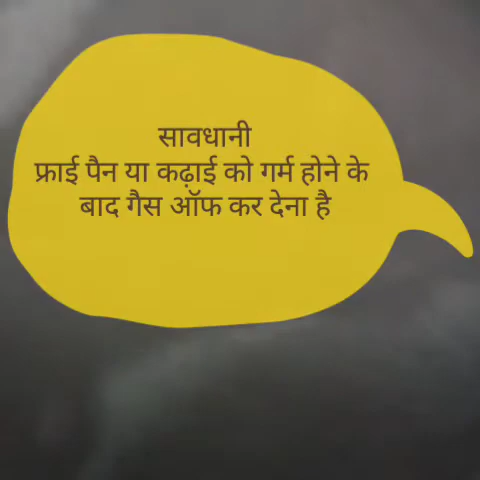 सावधानी
फ्राई पैन या कढ़ाई को गर्म होने के
बाद गैस ऑफ कर देना है